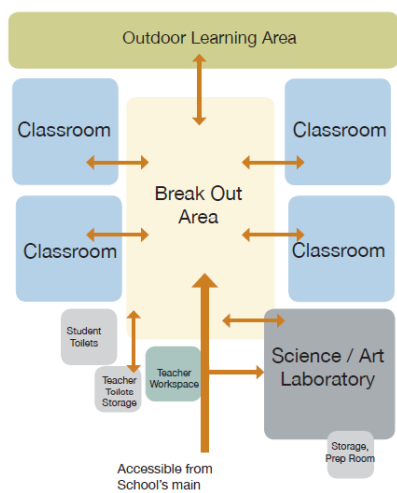 Outdoor Learning Area
Classroom
Classroom
Break Out
Area
Classroom
Classroom
Student
Toilets
Teacher
Toilots
Storage
Teacher
Workspace
Science / Art
Laboratory
Storage,
Prep Room
Accessible from
School's main